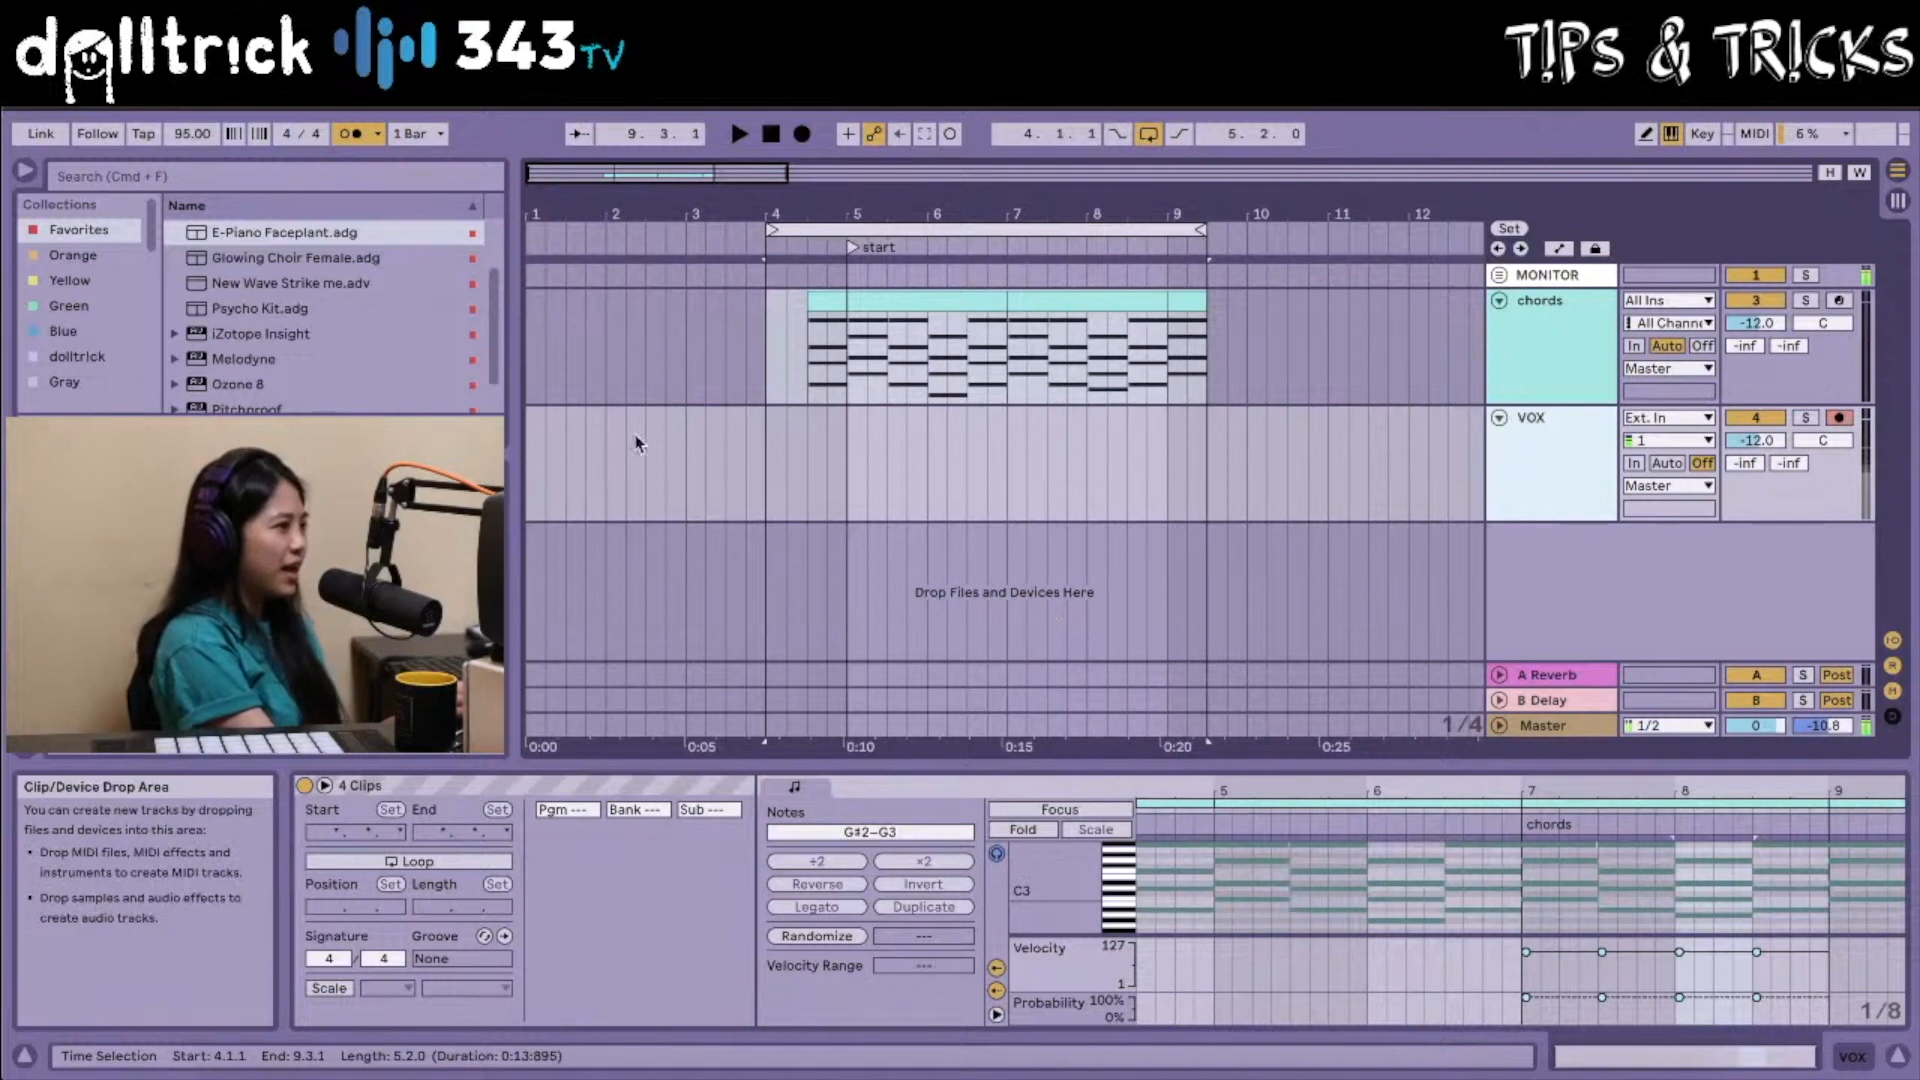 dolltr!ck 343 TV
T!PS & TR!CKS
Link Follow Tap 95.00 4 / 4 1 Bar 9. 3. 1 4. 1. 1 5. 2. 0 Key MIDI 6 %
Search (Cmd + F)
H W
Collections
Name
Favorites
Orange
Yellow
Green
Blue
dolltrick
Gray
E-Piano Faceplant.adg
Glowing Choir Female.adg
New Wave Strike me.adv
Psycho Kit.adg
iZotope Insight
Melodyne
Ozone 8
Pitchproof
1 2 3 4 5 6 7 8 9 10 11 12
start
Set
MONITOR 1 S
chords All Ins 3 S
All Channe -12.0 C
In Auto Off -inf -inf
Master
VOX Ext. In 4 S
1 -12.0 C
In Auto Off -inf -inf
Master
Drop Files and Devices Here
A Reverb A S Post
B Delay B S Post
1/4 Master 1/2 0 -10.8
0:00 0:05 0:10 0:15 0:20 0:25
Clip/Device Drop Area
You can create new tracks by dropping
files and devices into this area:
• Drop MIDI files, MIDI effects and
instruments to create MIDI tracks.
• Drop samples and audio effects to
create audio tracks.
4 Clips
Start Set End Set
Loop
Position Set Length Set
Signature Groove
4 / 4 None
Scale
Pgm --- Bank --- Sub ---
Notes
G#2–G3
÷2 ×2
Reverse Invert
Legato Duplicate
Randomize ---
Velocity Range ---
Focus
Fold Scale
5 6 7 8 9
chords
C3
Velocity 127
1
Probability 100%
0%
1/8
Time Selection Start: 4.1.1 End: 9.3.1 Length: 5.2.0 (Duration: 0:13:895)
VOX